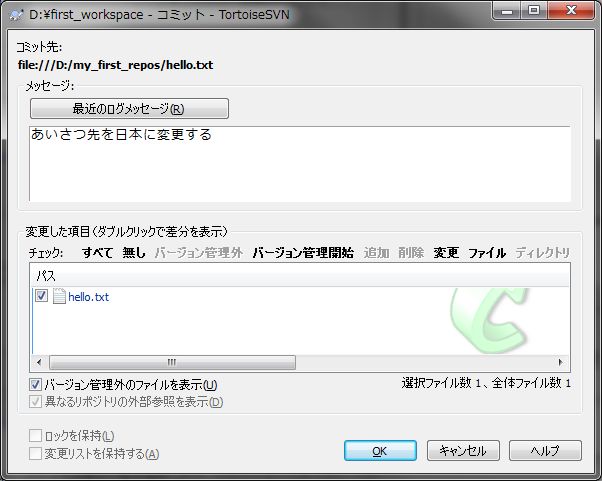 D:¥first_workspace - コミット - TortoiseSVN
コミット先:
file:///D:/my_first_repos/hello.txt
メッセージ:
最近のログメッセージ(R)
あいさつ先を日本に変更する
変更した項目(ダブルクリックで差分を表示)
チェック: すべて 無し バージョン管理外 バージョン管理開始 追加 削除 変更 ファイル ディレクトリ
パス
hello.txt
バージョン管理外のファイルを表示(U)
選択ファイル数 1、全体ファイル数 1
異なるリポジトリの外部参照を表示(D)
ロックを保持(L)
変更リストを保持する(A)
OK キャンセル ヘルプ